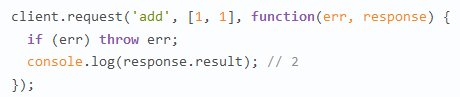 client.request('add', [1, 1], function(err, response) {
  if (err) throw err;
  console.log(response.result); // 2
});